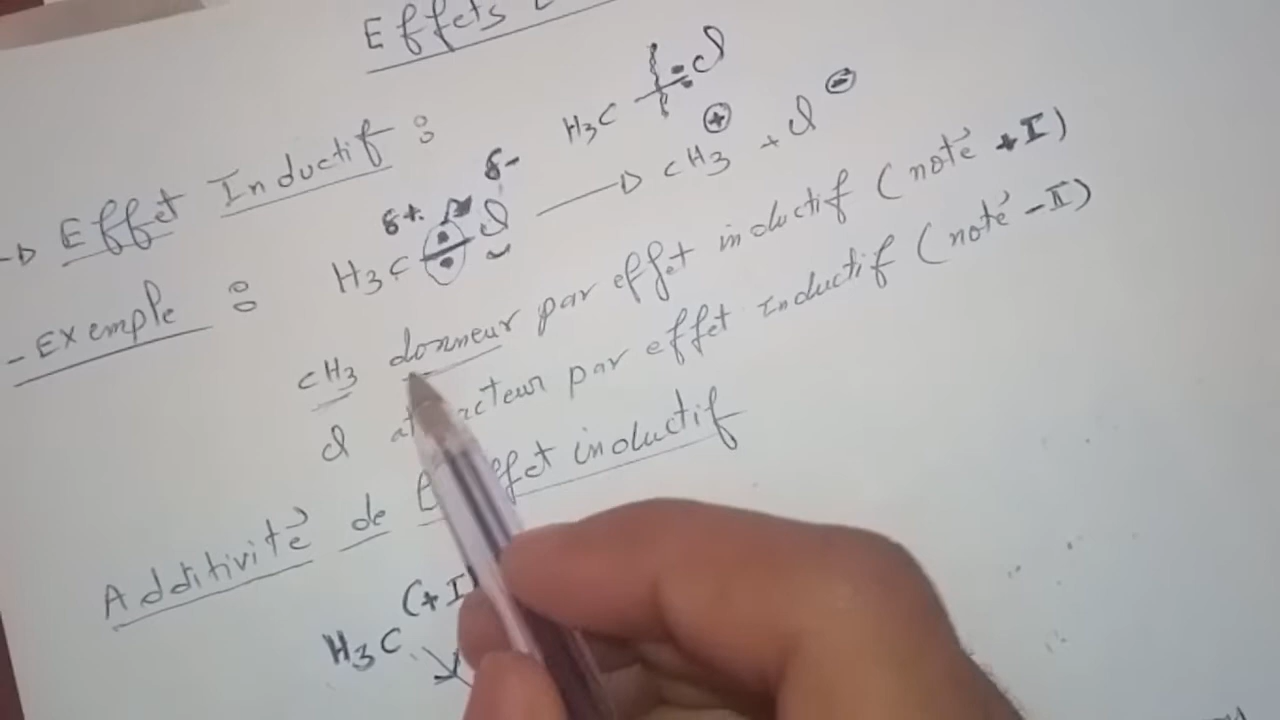 Effets
Effet Inductif :
H3C : Cl
- Exemple : H3C : Cl δ+ δ- → CH3 ⊕ + Cl ⊖
CH3 donneur par effet inductif (noté +I)
Cl attracteur par effet Inductif (noté -I)
Additivité de effet inductif
H3C (+I)